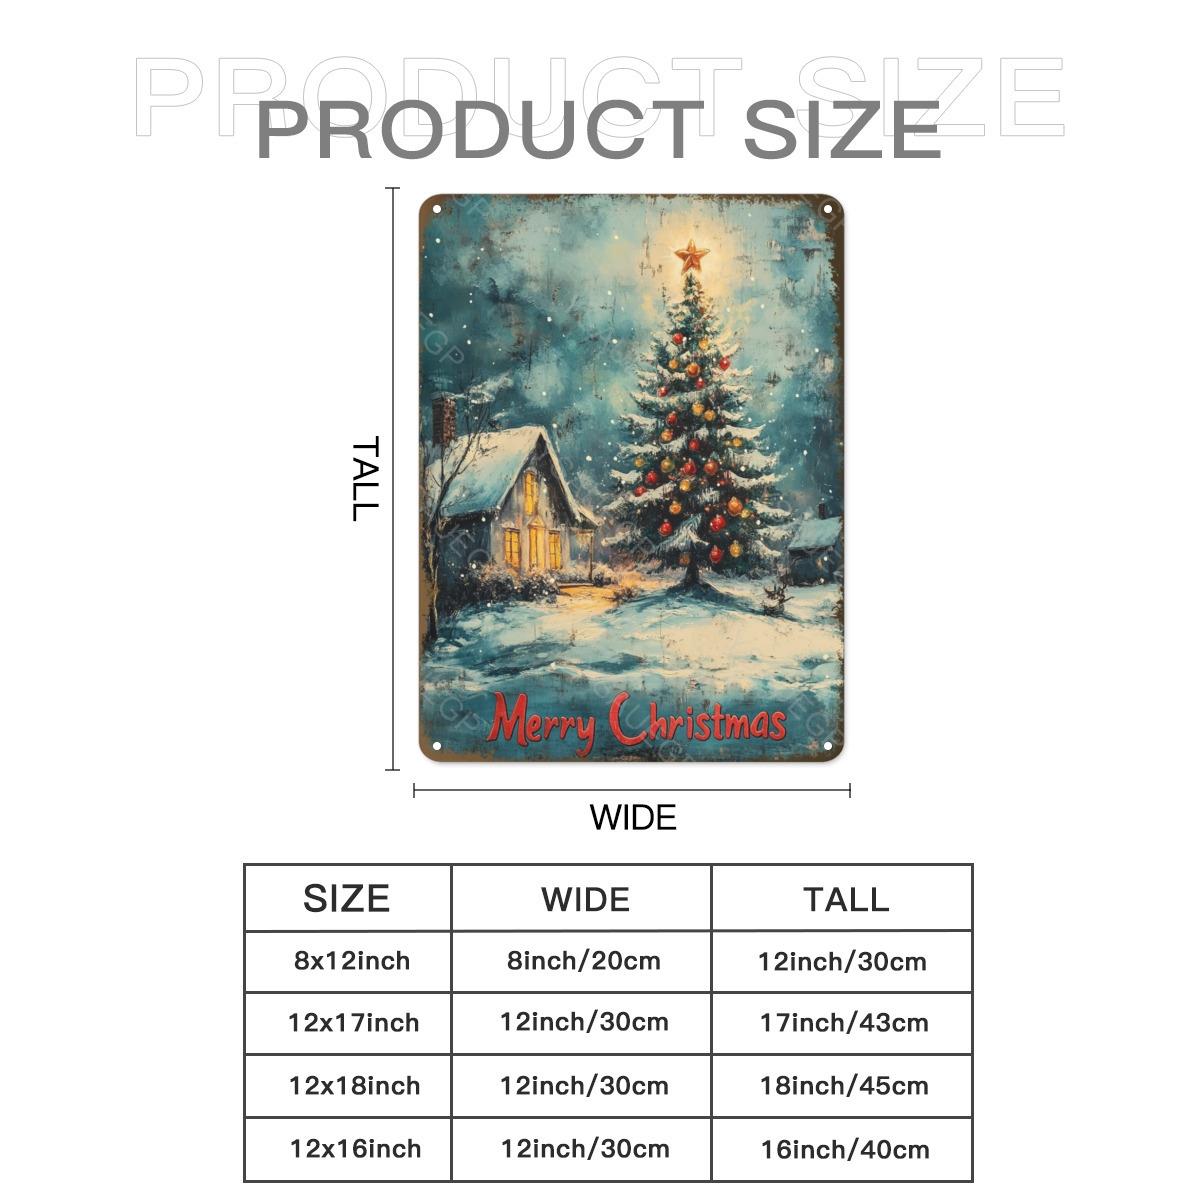 PRODUCT SIZE
PRODUCT SIZE
TALL
Merry Christmas
WIDE
SIZE WIDE TALL
8x12inch 8inch/20cm 12inch/30cm
12x17inch 12inch/30cm 17inch/43cm
12x18inch 12inch/30cm 18inch/45cm
12x16inch 12inch/30cm 16inch/40cm